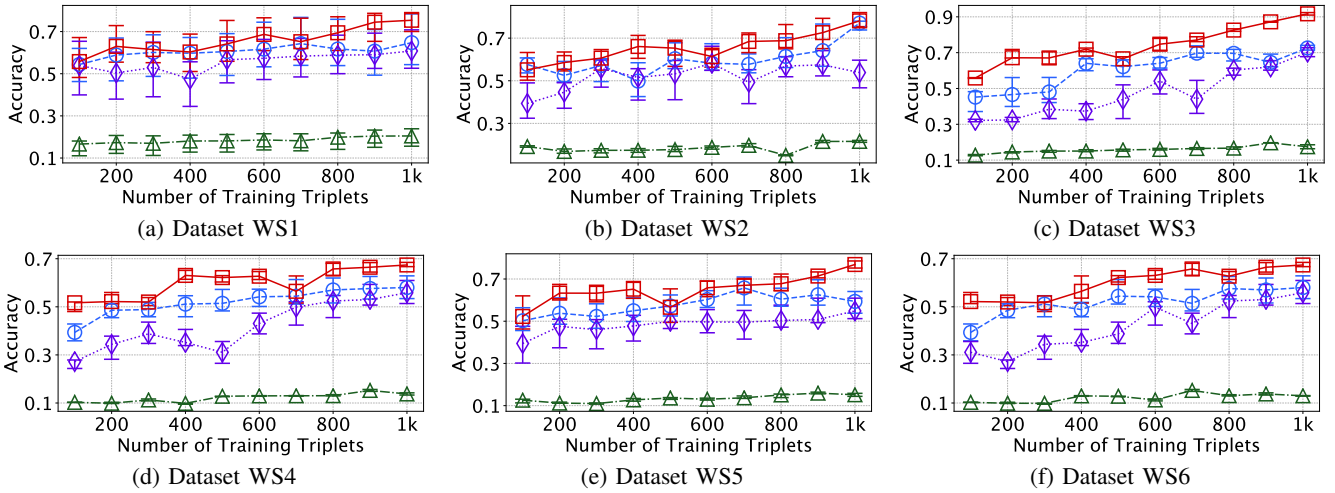 0.7
0.5
0.3
0.1
Accuracy
200
400
600
800
1k
Number of Training Triplets
(a) Dataset WS1
0.7
0.5
0.3
Accuracy
200
400
600
800
1k
Number of Training Triplets
(b) Dataset WS2
0.9
0.7
0.5
0.3
0.1
Accuracy
200
400
600
800
1k
Number of Training Triplets
(c) Dataset WS3
0.7
0.5
0.3
0.1
Accuracy
200
400
600
800
1k
Number of Training Triplets
(d) Dataset WS4
0.7
0.5
0.3
0.1
Accuracy
200
400
600
800
1k
Number of Training Triplets
(e) Dataset WS5
0.7
0.5
0.3
0.1
Accuracy
200
400
600
800
1k
Number of Training Triplets
(f) Dataset WS6